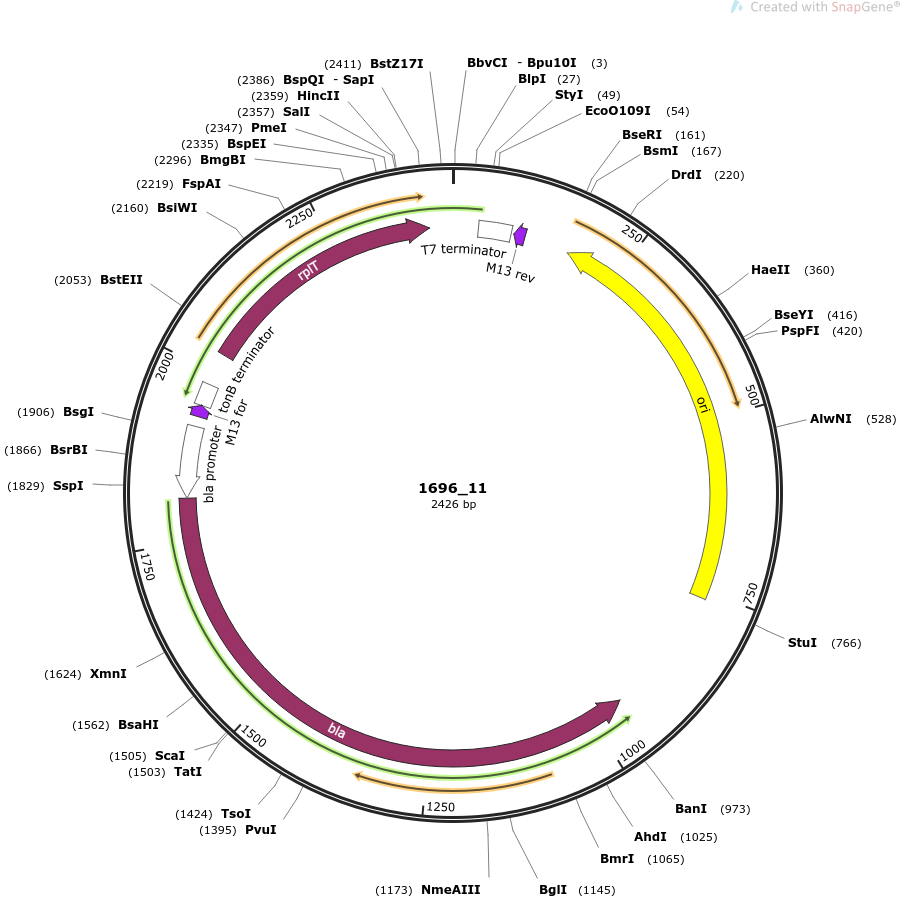 Created with SnapGene®
(2411) BstZ17I
BbvCI - Bpu10I (3)
(2386) BspQI - SapI
BlpI (27)
(2359) HincII
StyI (49)
(2357) SalI
EcoO109I (54)
(2347) PmeI
BseRI (161)
(2335) BspEI
BsmI (167)
(2296) BmgBI
DrdI (220)
(2219) FspAI
(2160) BsiWI
2250
250
T7 terminator
M13 rev
rplT
HaeII (360)
(2053) BstEII
BseYI (416)
PspFI (420)
2000
tonB terminator
M13 for
500
ori
(1906) BsgI
AlwNI (528)
(1866) BsrBI
bla promoter
(1829) SspI
1696_11
2426 bp
1750
750
StuI (766)
(1624) XmnI
(1562) BsaHI
bla
1500
1000
(1505) ScaI
(1503) TatI
1250
BanI (973)
(1424) TsoI
(1395) PvuI
AhdI (1025)
BmrI (1065)
(1173) NmeAIII
BglI (1145)